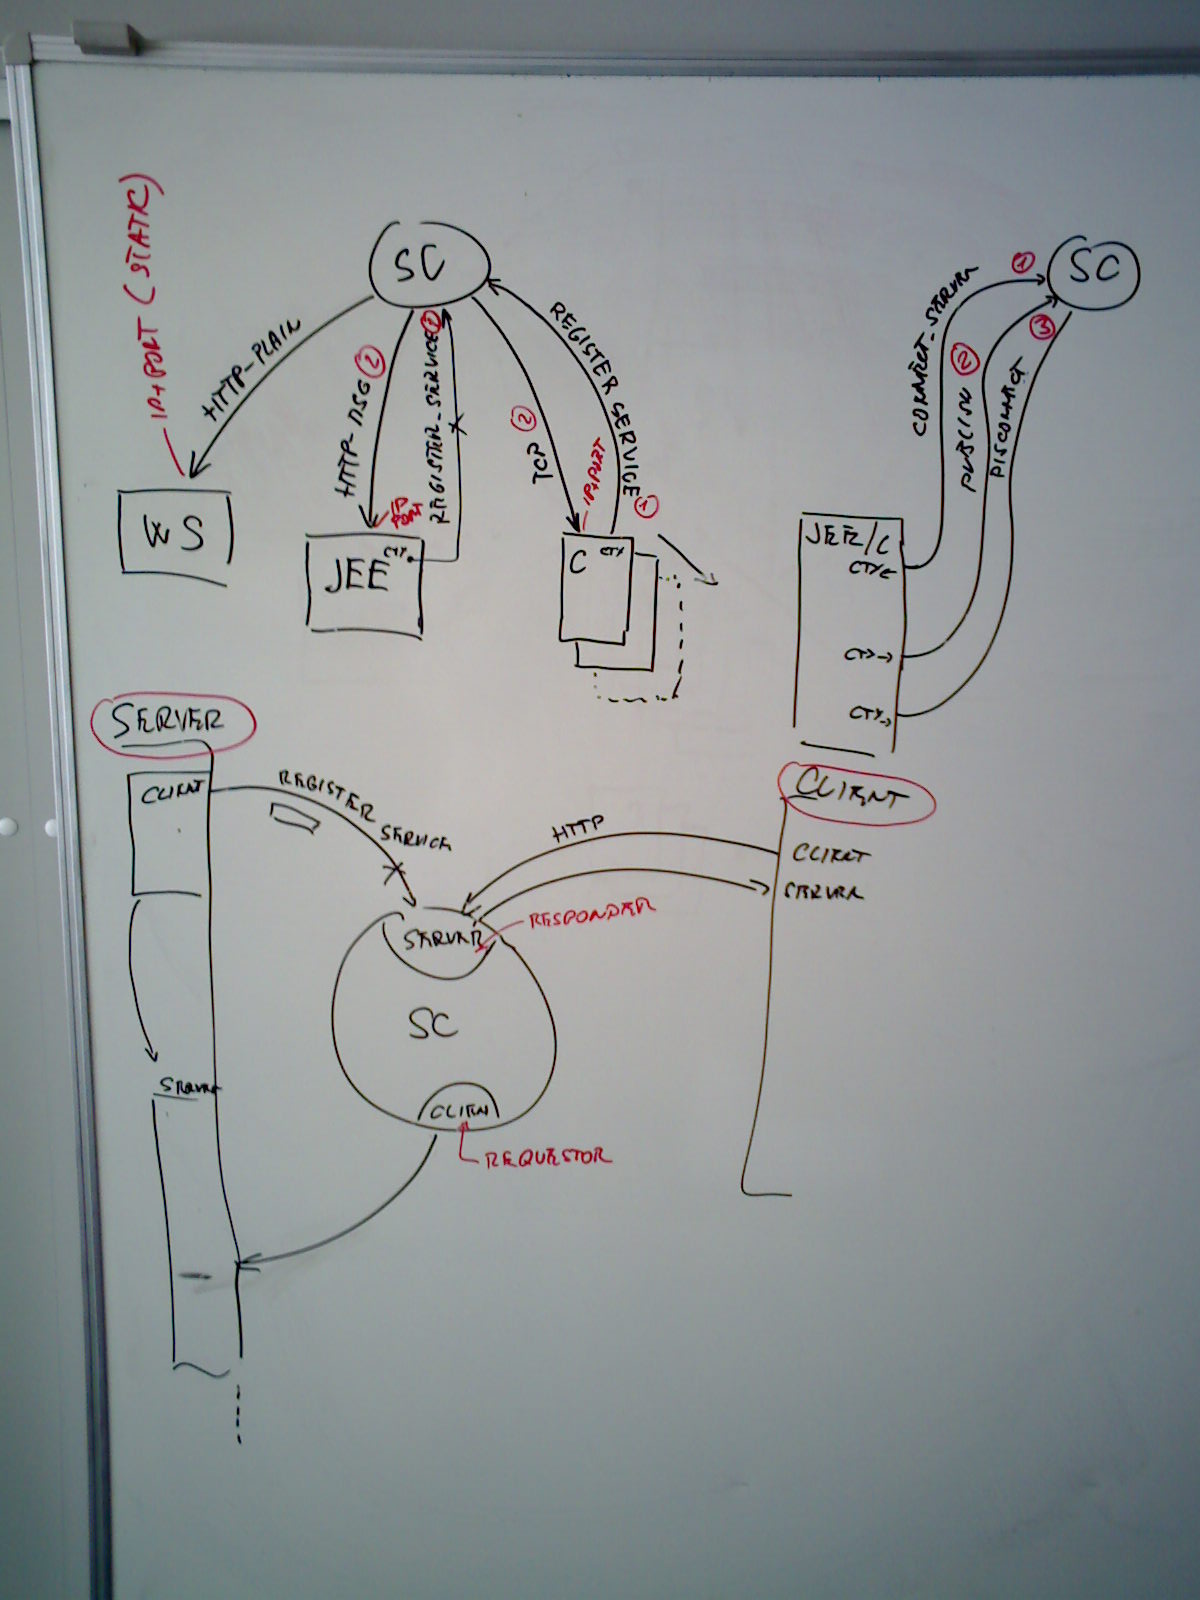 IP+PORT (STATIC)
SC
HTTP-PLAIN
HTTP-MSG
2
REGISTER_SERVICE
1
TCP
2
REGISTER SERVICE
1
IP+PORT
IP
PORT
WS
JEE
CTX
C
CTX
SC
CONNECT_SERVER
1
2
DISCONNECT
3
JEE/C
CTX
CTX
CTX
SERVER
CLIENT
REGISTER
SERVICE
SERVER
SERVER
RESPONDER
SC
CLIENT
REQUESTOR
HTTP
CLIENT
CLIENT
SERVER